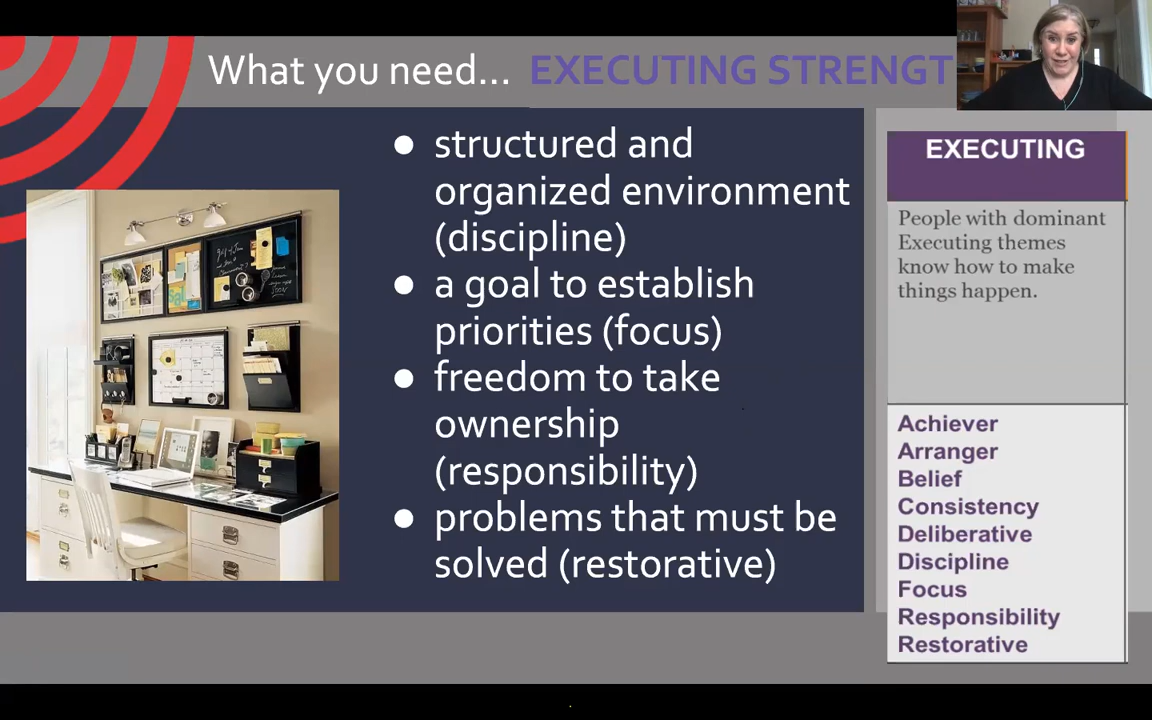 What you need... EXECUTING STRENGT
● structured and
organized environment
(discipline)
● a goal to establish
priorities (focus)
● freedom to take
ownership
(responsibility)
● problems that must be
solved (restorative)
EXECUTING
People with dominant
Executing themes
know how to make
things happen.
Achiever
Arranger
Belief
Consistency
Deliberative
Discipline
Focus
Responsibility
Restorative